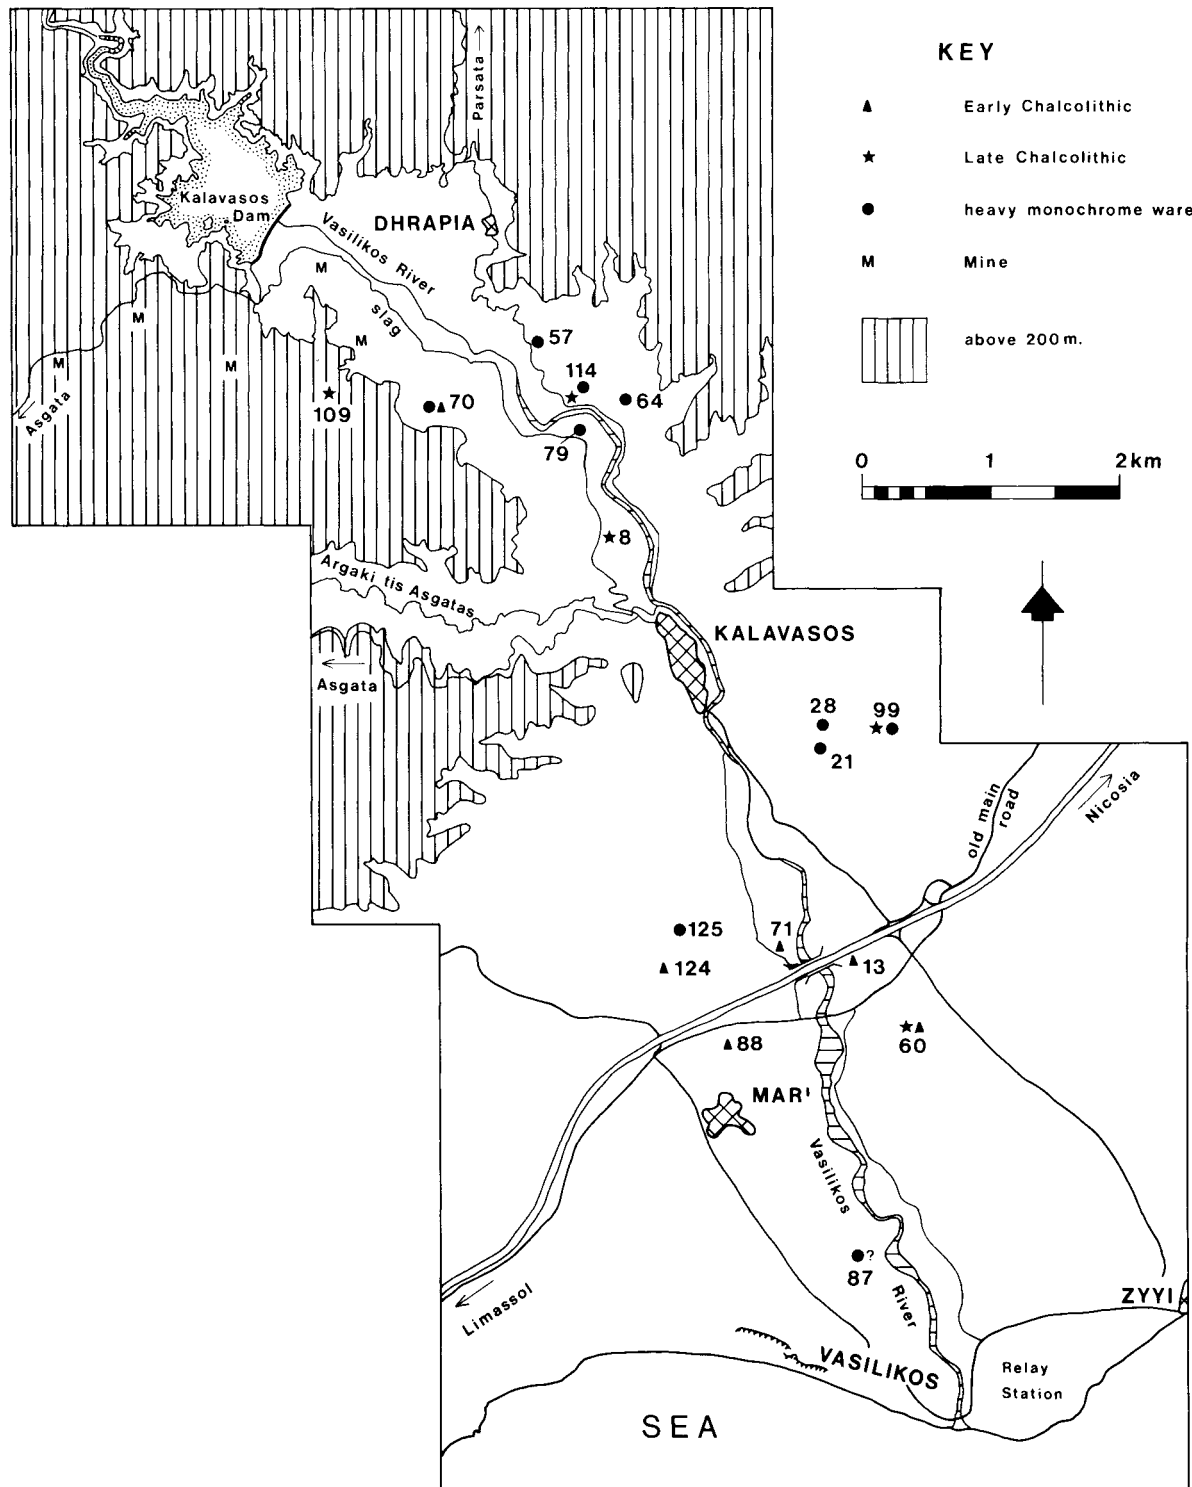 KEY
Early Chalcolithic
Late Chalcolithic
heavy monochrome ware
M Mine
above 200m.
0 1 2km
Parsata
Kalavasos
Dam
DHRAPIA
Vasilikos River
M
slag
M
M
M
M
Asgata
57
114
64
109
70
79
8
Argaki tis Asgatas
Asgata
KALAVASOS
28
99
21
old main
road
Nicosia
125
71
124
13
88
60
MARI
Vasilikos
River
87
?
Limassol
ZYYI
VASILIKOS
Relay
Station
SEA